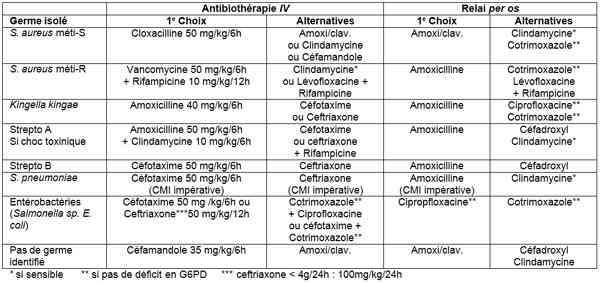 Antibiothérapie IV Relai per os
Germe isolé 1e Choix Alternatives 1e Choix Alternatives
S. aureus méti-S Cloxacilline 50 mg/kg/6h Amoxi/clav. Amoxi/clav. Clindamycine*
ou Clindamycine Cotrimoxazole**
ou Céfamandole
S. aureus méti-R Vancomycine 50 mg/kg/6h Clindamycine* Amoxicilline Cotrimoxazole**
+ Rifampicine 10 mg/kg/12h ou Lévofloxacine + Lévofloxacine
Rifampicine + Rifampicine
Kingella kingae Amoxicilline 40 mg/kg/6h Céfotaxime Amoxicilline Ciprofloxacine**
ou Ceftriaxone Cotrimoxazole**
Strepto A Amoxicilline 50 mg/kg/6h Céfotaxime Amoxicilline Céfadroxyl
Si choc toxinique + Clindamycine 10 mg/kg/6h ou ceftriaxone Clindamycine*
+ Rifampicine
Strepto B Céfotaxime 50 mg/kg/6h Ceftriaxone Amoxicilline Céfadroxyl
S. pneumoniae Céfotaxime 50 mg/kg/6h Ceftriaxone Amoxicilline Clindamycine*
(CMI impérative) (CMI impérative) (CMI impérative)
Entérobactéries Céfotaxime 50 mg /kg/6h ou Cotrimoxazole** Cipropfloxacine** Cotrimoxazole**
(Salmonella sp. E. Ceftriaxone***50 mg/kg/12h + Ciprofloxacine
coli) ou céfotaxime +
Cotrimoxazole**
Pas de germe Céfamandole 35 mg/kg/6h Amoxi/clav. Amoxi/clav. Céfadroxyl
identifié Clindamycine
* si sensible ** si pas de déficit en G6PD *** ceftriaxone < 4g/24h : 100mg/kg/24h